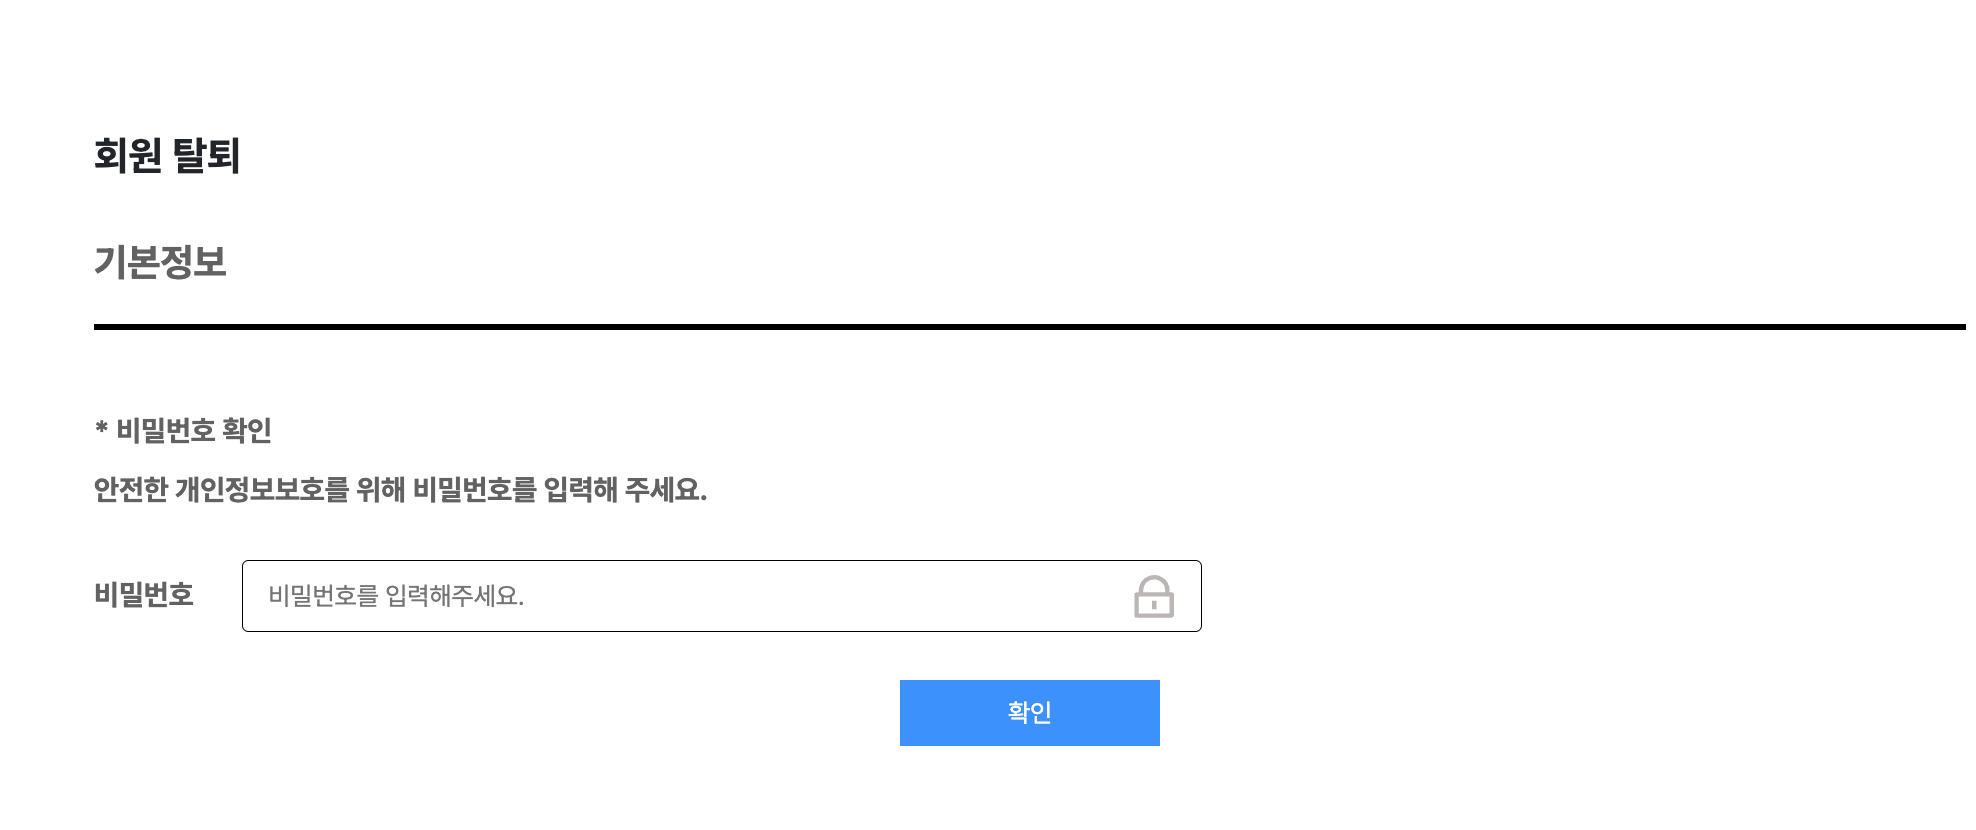 회원 탈퇴
기본정보
* 비밀번호 확인
안전한 개인정보보호를 위해 비밀번호를 입력해 주세요.
비밀번호 비밀번호를 입력해주세요.
확인